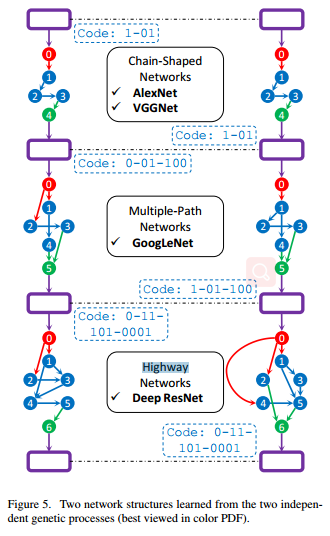 Code: 1-01
0
1
2 3
4
Chain-Shaped
Networks
✓ AlexNet
✓ VGGNet
0
1
2 3
4
Code: 1-01
Code: 0-01-100
0
1
2 3
4
5
Multiple-Path
Networks
✓ GoogLeNet
0
1
2 3
4
5
Code: 1-01-100
Code: 0-11-
101-0001
0
1
2 3
4 5
6
Highway
Networks
✓ Deep ResNet
0
1
2 3
4 5
6
Code: 0-11-
101-0001
Figure 5. Two network structures learned from the two indepen-
dent genetic processes (best viewed in color PDF).